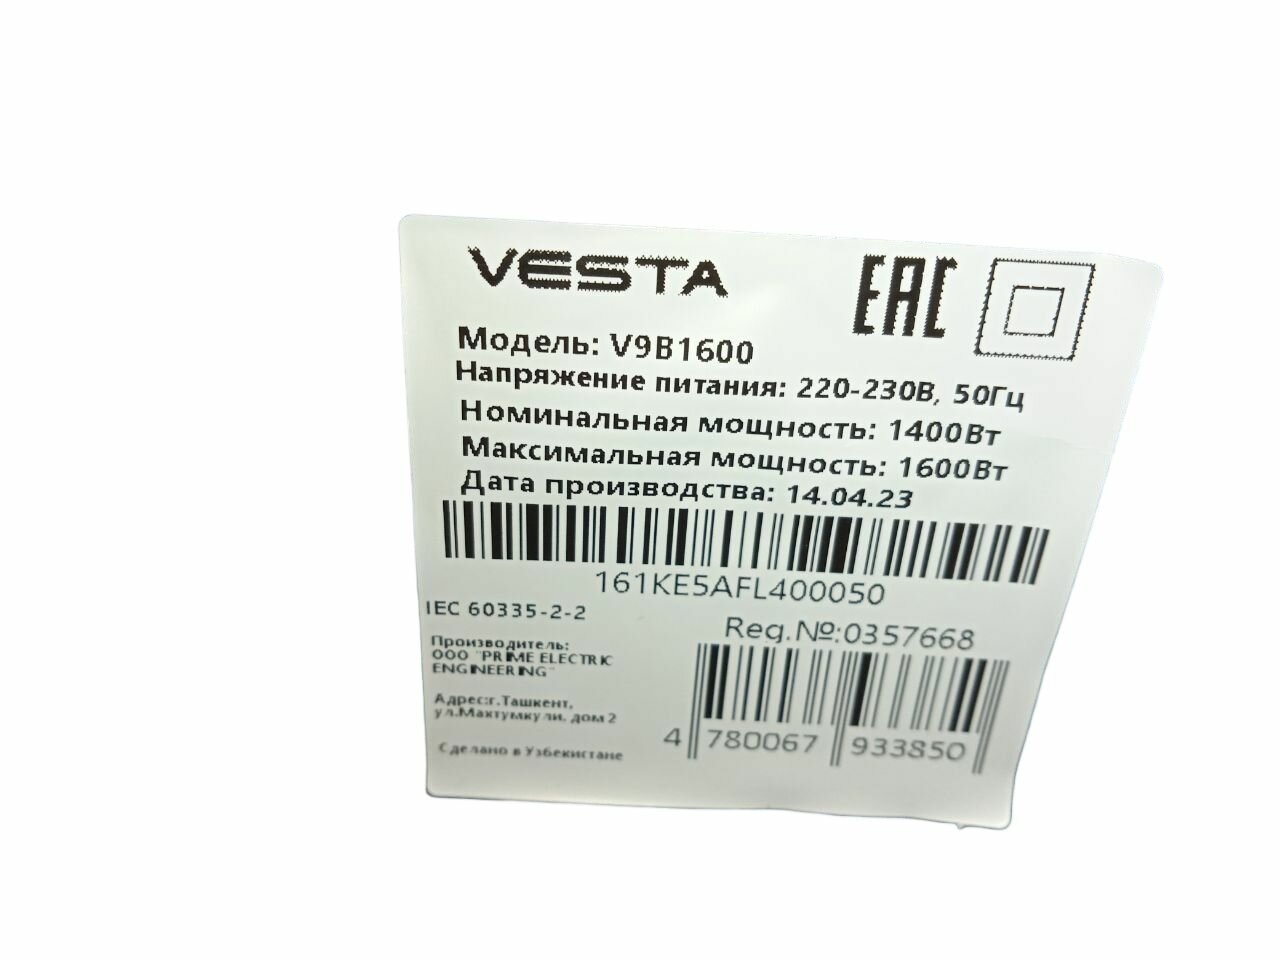 VESTA
EAC
Модель: V9B1600
Напряжение питания: 220-230В, 50Гц
Номинальная мощность: 1400Вт
Максимальная мощность: 1600Вт
Дата производства: 14.04.23
161KE5AFL400050
IEC 60335-2-2
Reg.№:0357668
Производитель:
ООО "PRIME ELECTRIC
ENGINEERING"
Адрес:г.Ташкент,
ул.Махтумкули, дом 2
Сделано в Узбекистане
4 780067 933850